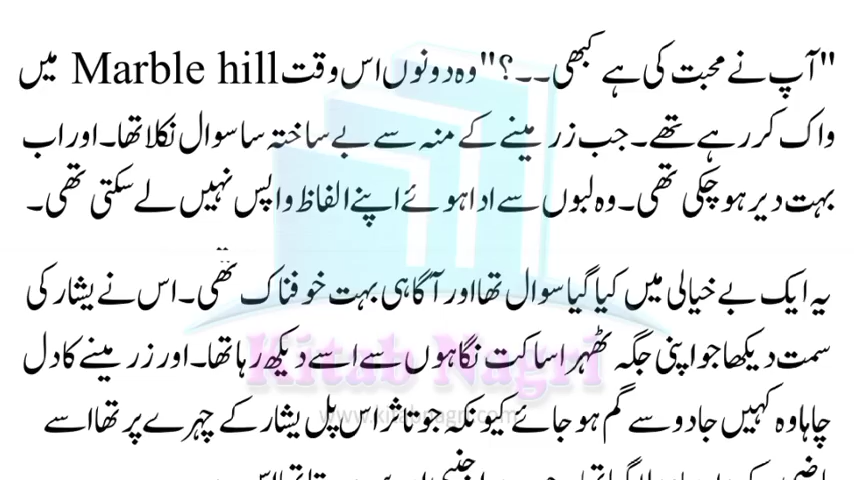 "آپ نے محبت کی ہے کبھی۔۔؟" وہ دونوں اس وقت Marble hill میں
واک کر رہے تھے۔ جب زرمینے کے منہ سے بے ساختہ سا سوال نکلا تھا۔ اور اب
بہت دیر ہو چکی تھی۔ وہ لبوں سے ادا ہوئے اپنے الفاظ واپس نہیں لے سکتی تھی۔
یہ ایک بے خیالی میں کیا گیا سوال تھا اور آگاہی بہت خوفناک تھی۔ اس نے یشار کی
سمت دیکھا جو اپنی جگہ ٹھہرا ساکت نگاہوں سے اسے دیکھ رہا تھا۔ اور زرمینے کا دل
Kitab Nagri
چاہا وہ کہیں جادو سے گم ہو جائے کیونکہ جو تاثر اس پل یشار کے چہرے پر تھا اسے
www.kitabnagri.com